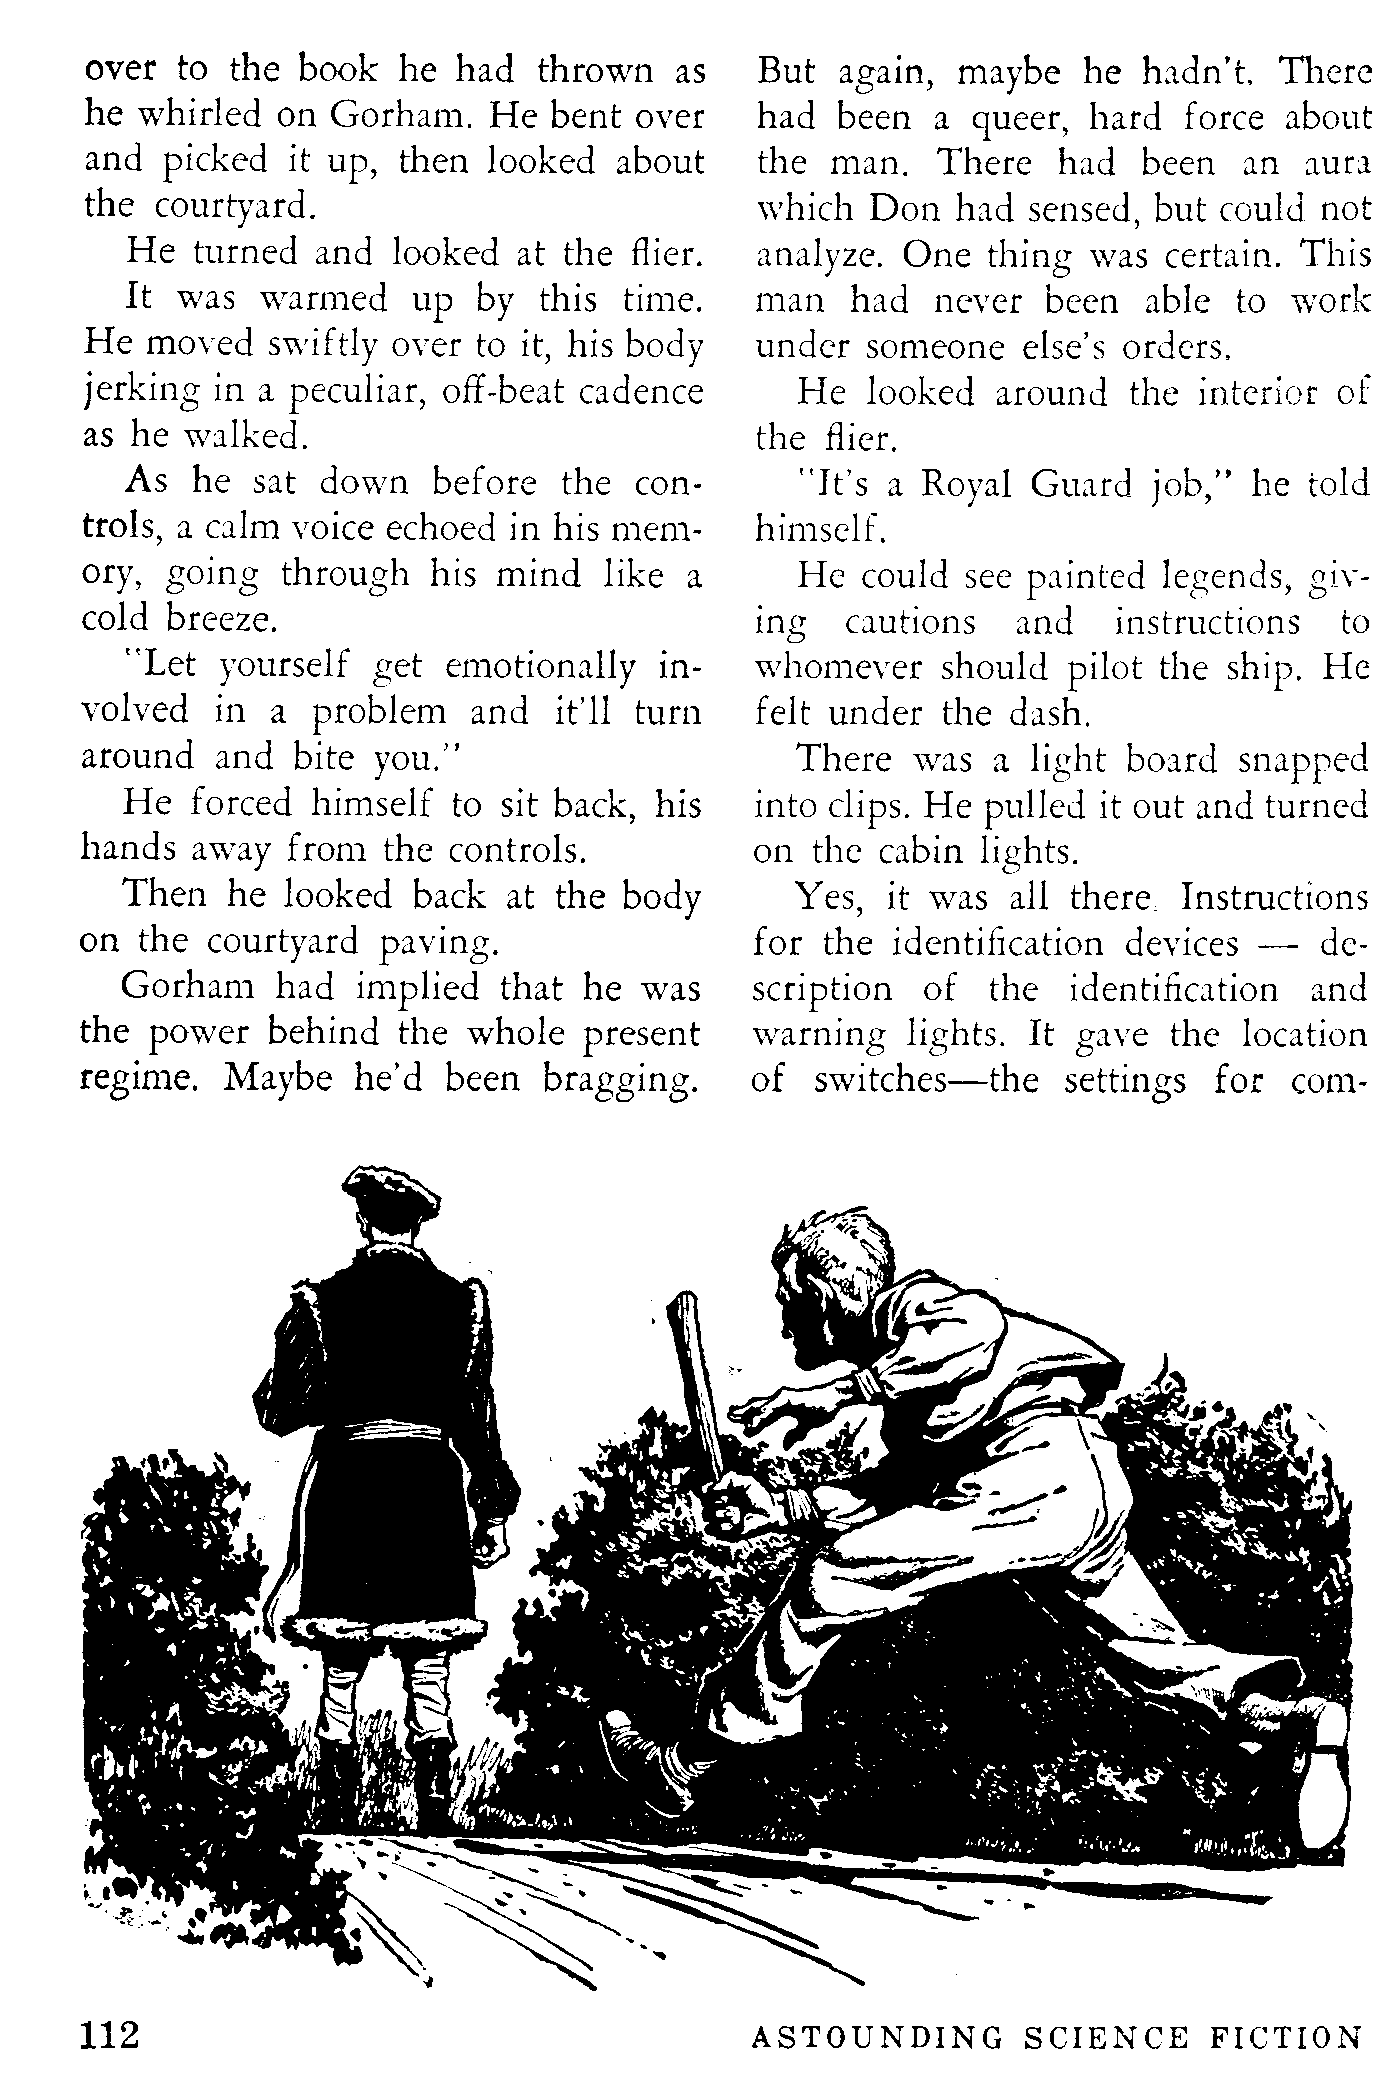 over to the book he had thrown as
he whirled on Gorham. He bent over
and picked it up, then looked about
the courtyard.
He turned and looked at the flier.
It was warmed up by this time.
He moved swiftly over to it, his body
jerking in a peculiar, off-beat cadence
as he walked.
As he sat down before the con-
trols, a calm voice echoed in his mem-
ory, going through his mind like a
cold breeze.
"Let yourself get emotionally in-
volved in a problem and it'll turn
around and bite you."
He forced himself to sit back, his
hands away from the controls.
Then he looked back at the body
on the courtyard paving.
Gorham had implied that he was
the power behind the whole present
regime. Maybe he'd been bragging.
But again, maybe he hadn't. There
had been a queer, hard force about
the man. There had been an aura
which Don had sensed, but could not
analyze. One thing was certain. This
man had never been able to work
under someone else's orders.
He looked around the interior of
the flier.
"It's a Royal Guard job," he told
himself.
He could see painted legends, giv-
ing cautions and instructions to
whomever should pilot the ship. He
felt under the dash.
There was a light board snapped
into clips. He pulled it out and turned
on the cabin lights.
Yes, it was all there. Instructions
for the identification devices — de-
scription of the identification and
warning lights. It gave the location
of switches—the settings for com-
112
ASTOUNDING SCIENCE FICTION